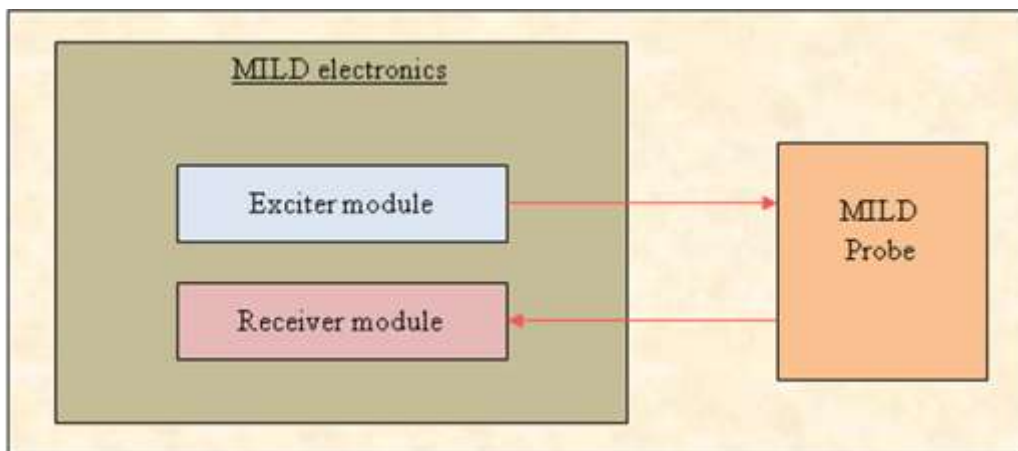 MILD electronics
Exciter module
MILD
Probe
Receiver module